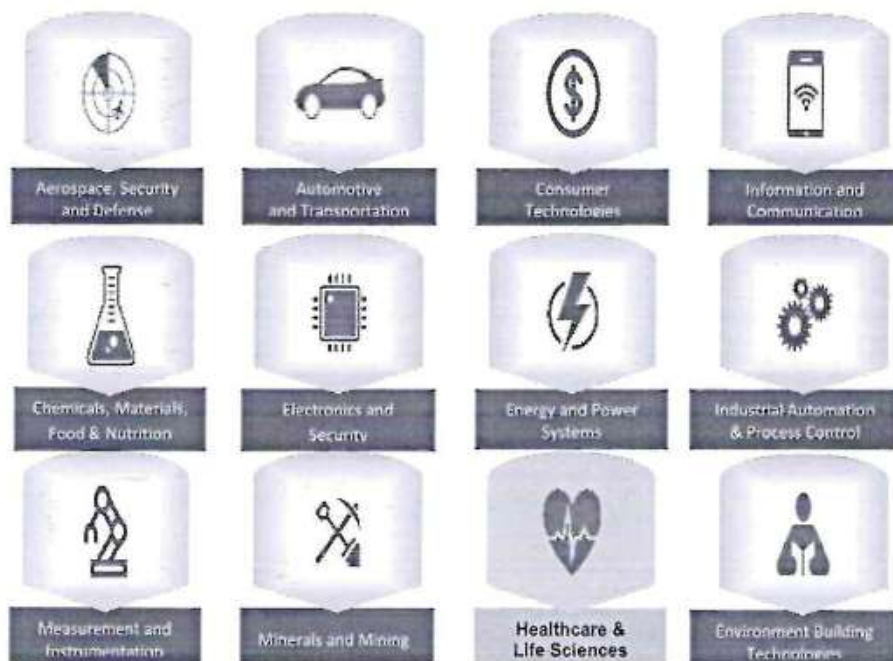 Aerospace, Security
and Defense
Automotive
and Transportation
Consumer
Technologies
Information and
Communication
Chemicals, Materials,
Food & Nutrition
Electronics and
Security
Energy and Power
Systems
Industrial Automation
& Process Control
Measurement and
Instrumentation
Minerals and Mining
Healthcare &
Life Sciences
Environment Building
Technologies